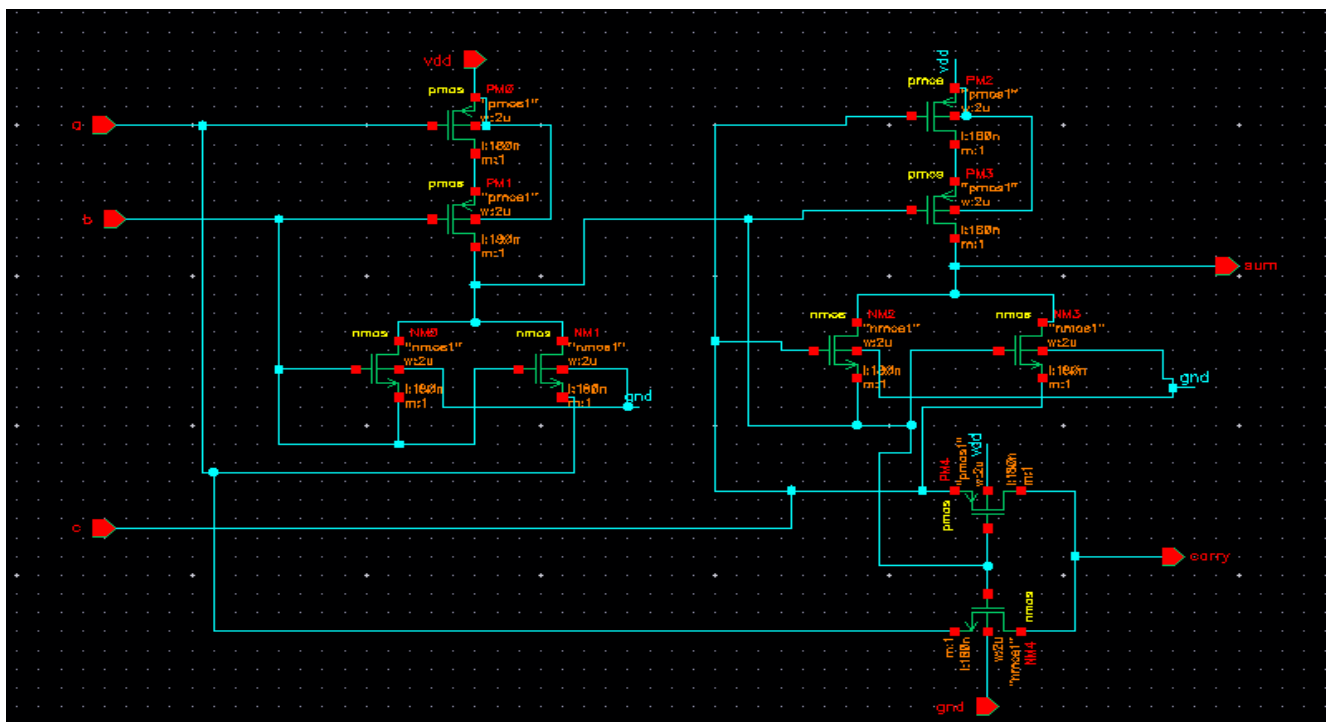 vdd
pmos
PM0
"pmos1"
w:2u
l:180n
m:1
a
pmos
PM1
"pmos1"
w:2u
l:180n
m:1
b
nmos
NM0
"nmos1"
w:2u
l:180n
m:1
nmos
NM1
"nmos1"
w:2u
l:180n
m:1
gnd
vdd
pmos
PM2
"pmos1"
w:2u
l:180n
m:1
pmos
PM3
"pmos1"
w:2u
l:180n
m:1
sum
nmos
NM2
"nmos1"
w:2u
l:180n
m:1
nmos
NM3
"nmos1"
w:2u
l:180n
m:1
gnd
vdd
PM4
"pmos1"
w:2u
l:180n
m:1
pmos
c
carry
nmos
m:1
l:180n
w:2u
"nmos1"
NM4
gnd